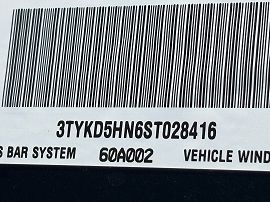 3TYKD5HN6ST028416
S BAR SYSTEM 60A002 VEHICLE WIND